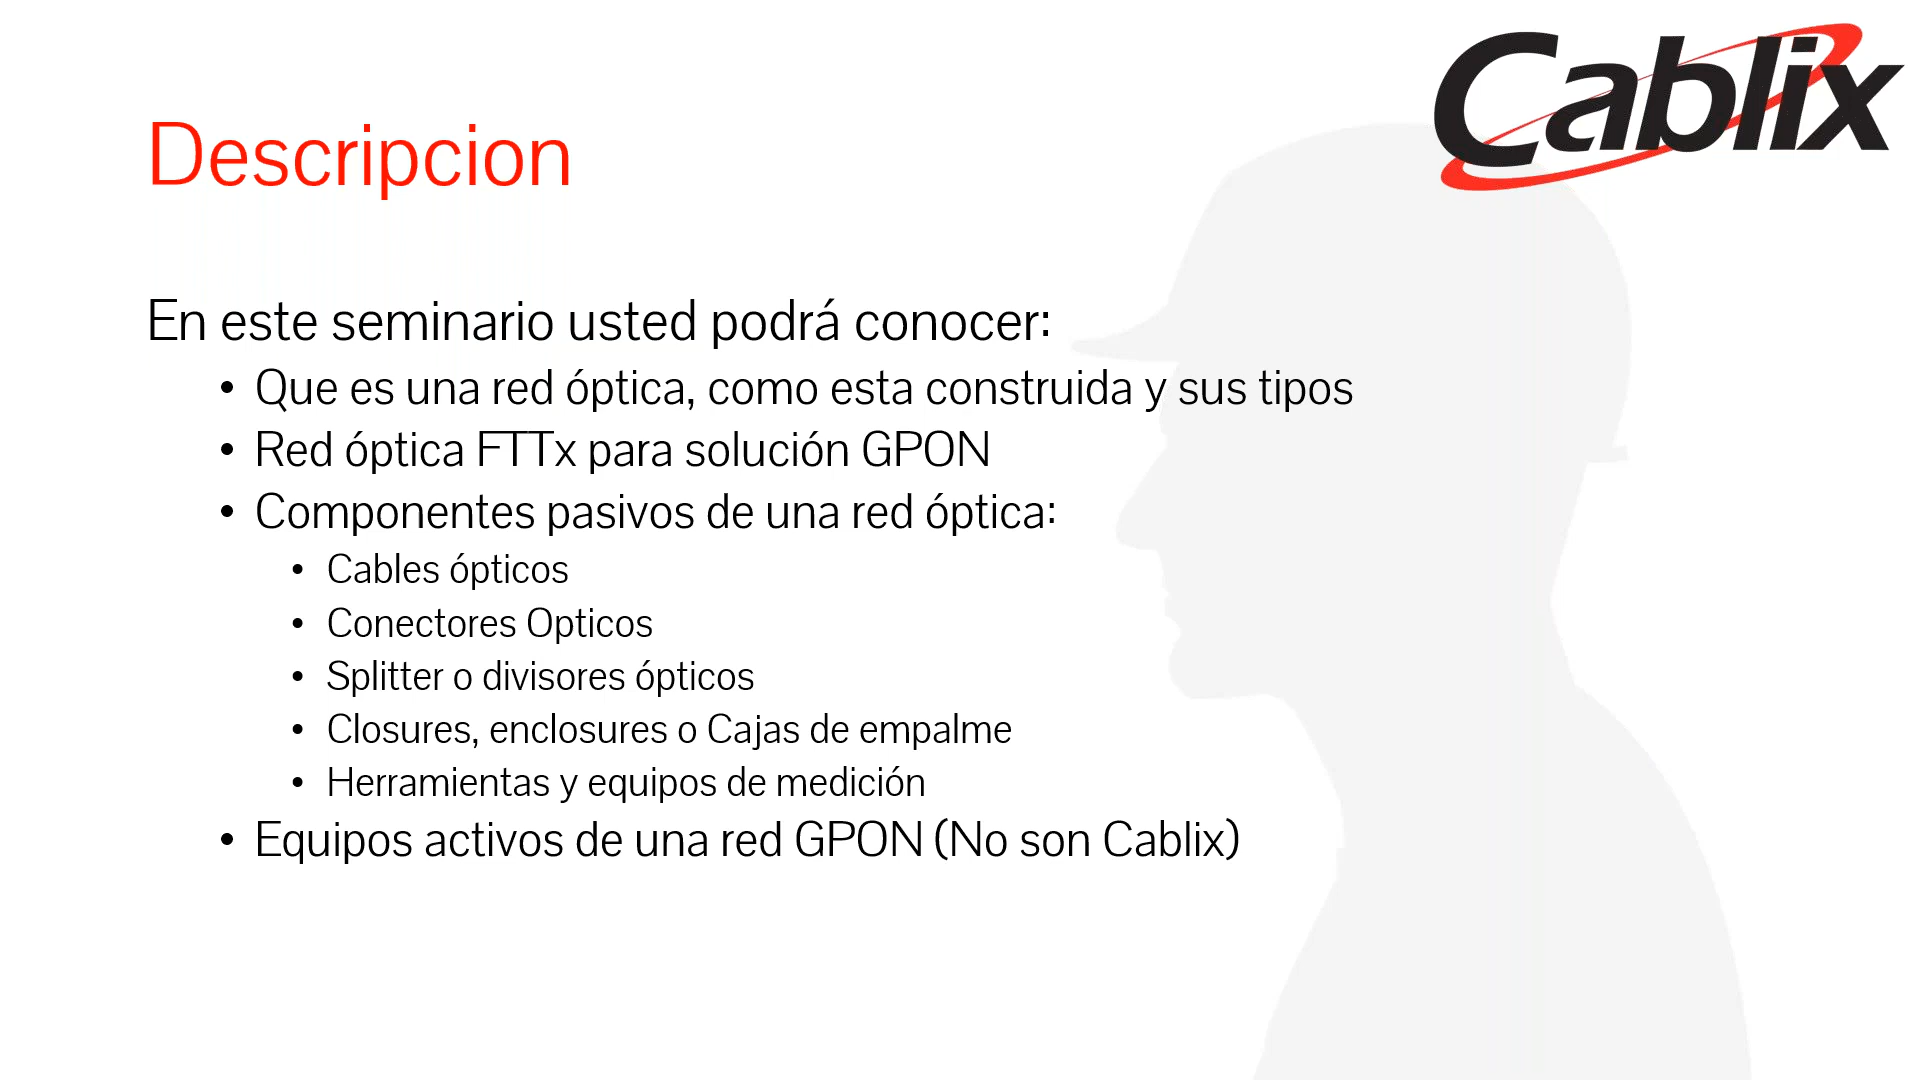 Cablix
Descripcion
En este seminario usted podrá conocer:
• Que es una red óptica, como esta construida y sus tipos
• Red óptica FTTx para solución GPON
• Componentes pasivos de una red óptica:
• Cables ópticos
• Conectores Opticos
• Splitter o divisores ópticos
• Closures, enclosures o Cajas de empalme
• Herramientas y equipos de medición
• Equipos activos de una red GPON (No son Cablix)